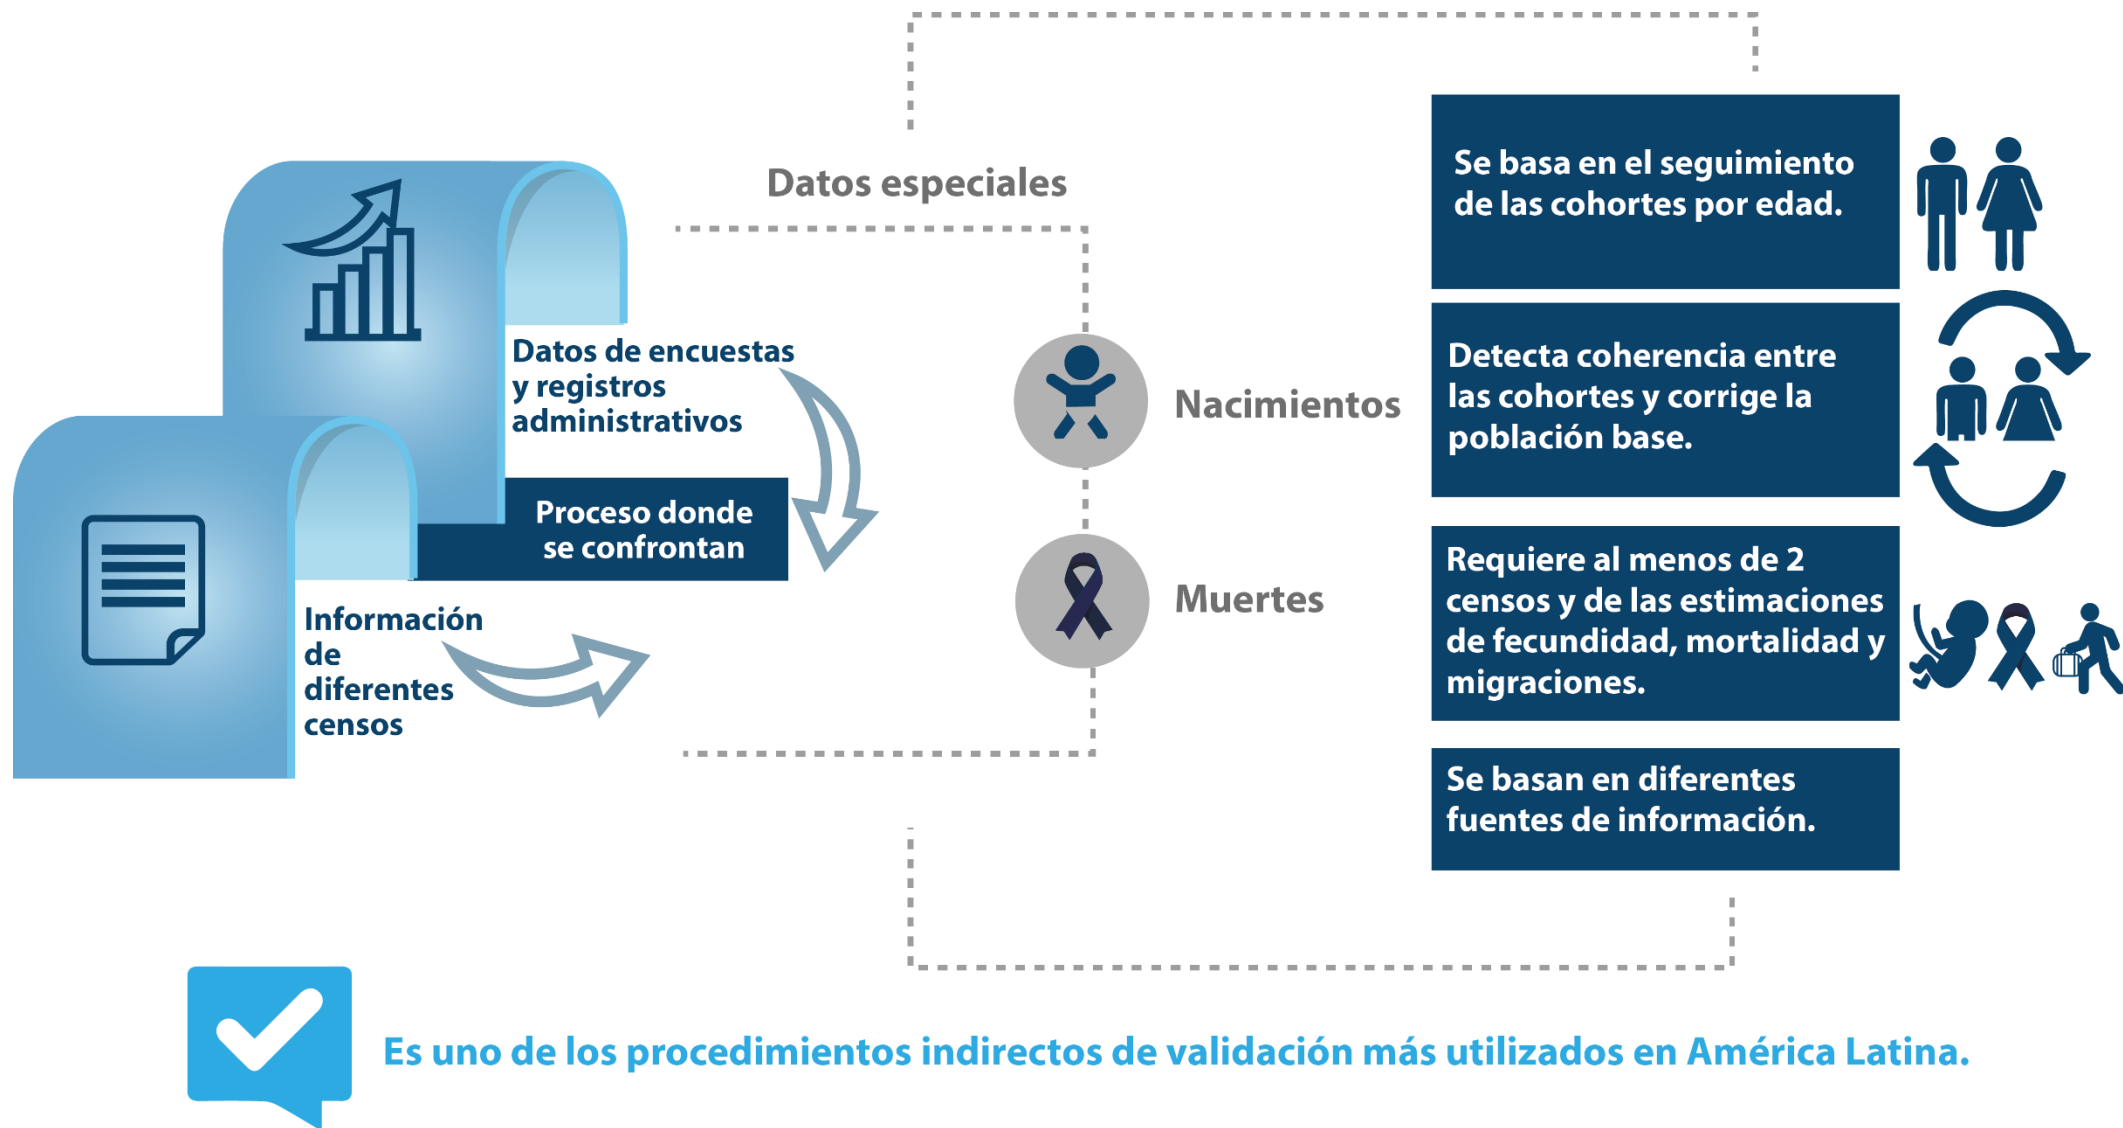 Datos especiales
Datos de encuestas
y registros
administrativos
Proceso donde
se confrontan
Información
de
diferentes
censos
Nacimientos
Muertes
Se basa en el seguimiento
de las cohortes por edad.
Detecta coherencia entre
las cohortes y corrige la
población base.
Requiere al menos de 2
censos y de las estimaciones
de fecundidad, mortalidad y
migraciones.
Se basan en diferentes
fuentes de información.
Es uno de los procedimientos indirectos de validación más utilizados en América Latina.